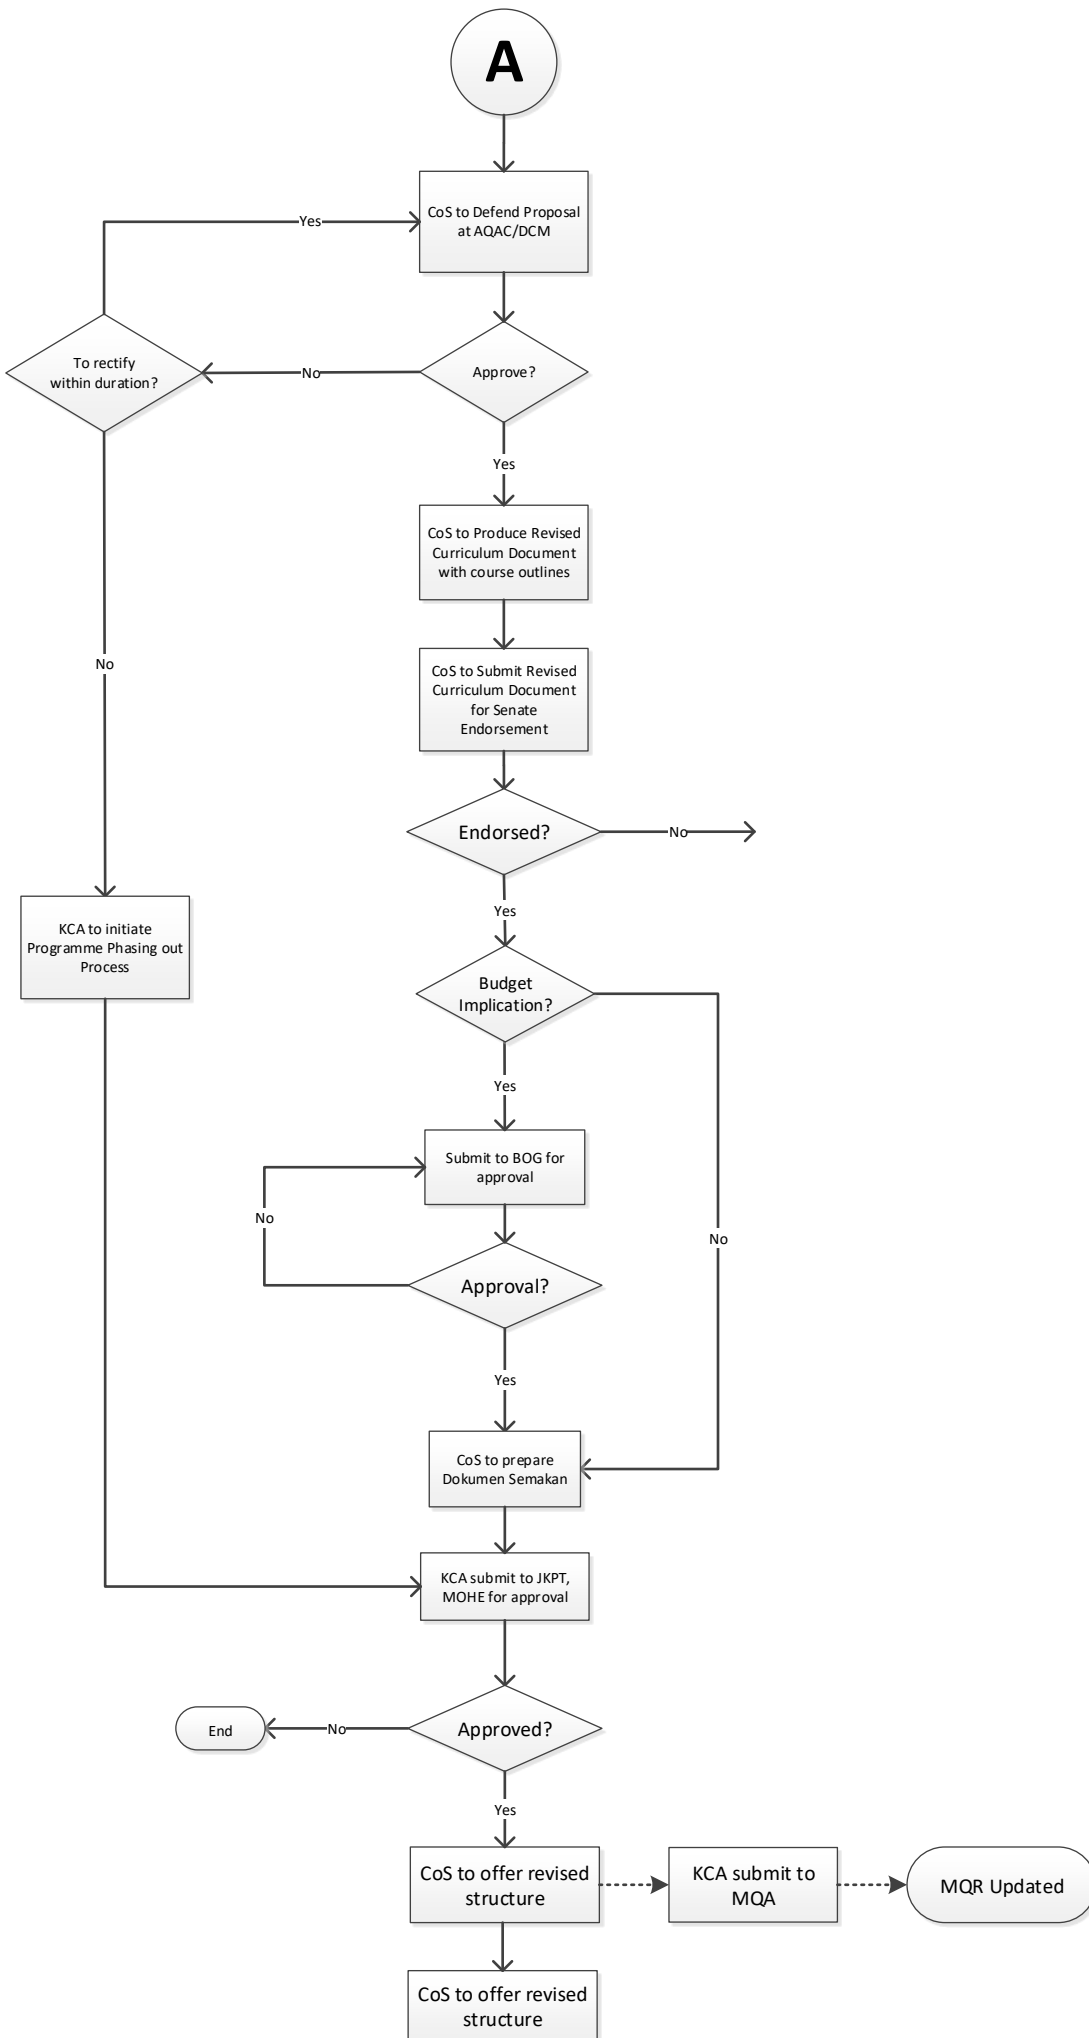 A
CoS to Defend Proposal
at AQAC/DCM
Yes
To rectify
within duration?
No
Approve?
Yes
CoS to Produce Revised
Curriculum Document
with course outlines
CoS to Submit Revised
Curriculum Document
for Senate
Endorsement
No
Endorsed?
No
Yes
KCA to initiate
Programme Phasing out
Process
Budget
Implication?
Yes
Submit to BOG for
approval
No
No
Approval?
Yes
CoS to prepare
Dokumen Semakan
KCA submit to JKPT,
MOHE for approval
End
No
Approved?
Yes
CoS to offer revised
structure
KCA submit to
MQA
MQR Updated
CoS to offer revised
structure